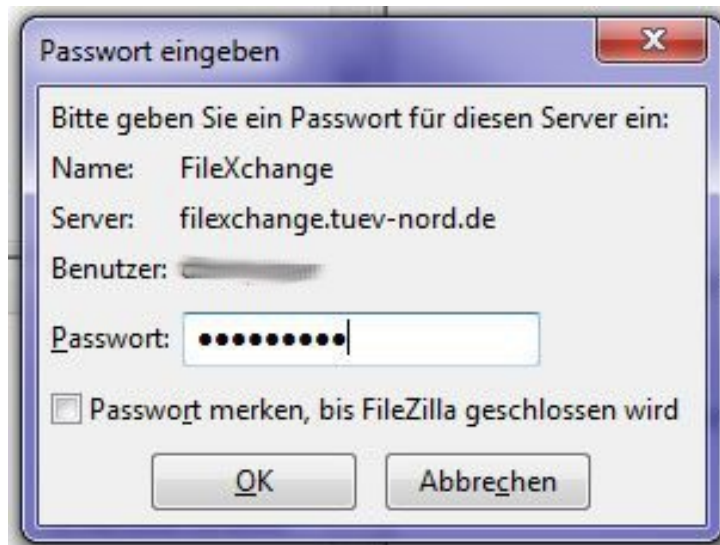 Passwort eingeben
Bitte geben Sie ein Passwort für diesen Server ein:
Name: FileXchange
Server: filexchange.tuev-nord.de
Benutzer:
Passwort: ●●●●●●●●●
Passwort merken, bis FileZilla geschlossen wird
OK Abbrechen